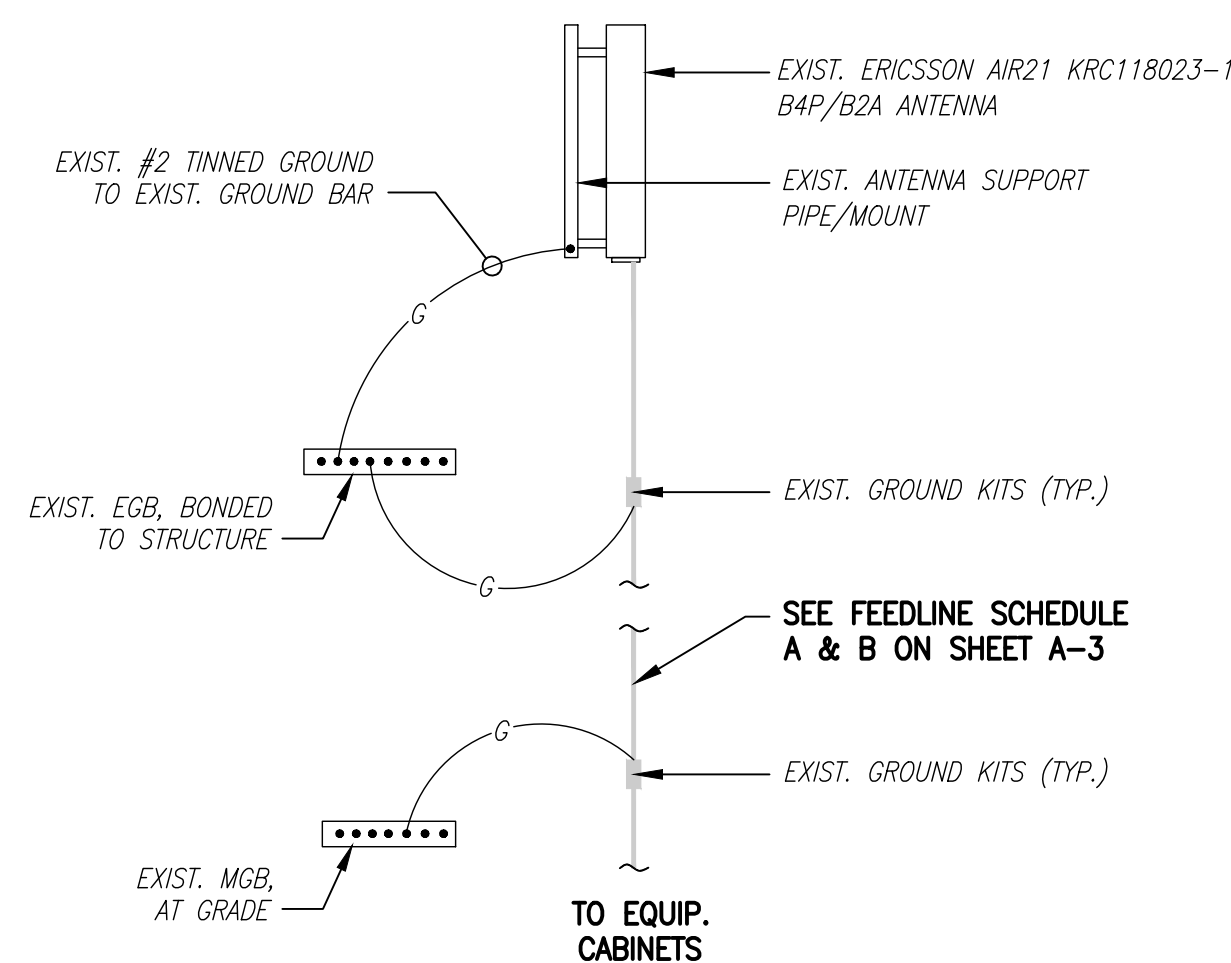 EXIST. ERICSSON AIR21 KRC118023-1
B4P/B2A ANTENNA
EXIST. #2 TINNED GROUND
TO EXIST. GROUND BAR
EXIST. ANTENNA SUPPORT
PIPE/MOUNT
G
EXIST. GROUND KITS (TYP.)
EXIST. EGB, BONDED
TO STRUCTURE
G
SEE FEEDLINE SCHEDULE
A & B ON SHEET A-3
G
EXIST. GROUND KITS (TYP.)
EXIST. MGB,
AT GRADE
TO EQUIP.
CABINETS